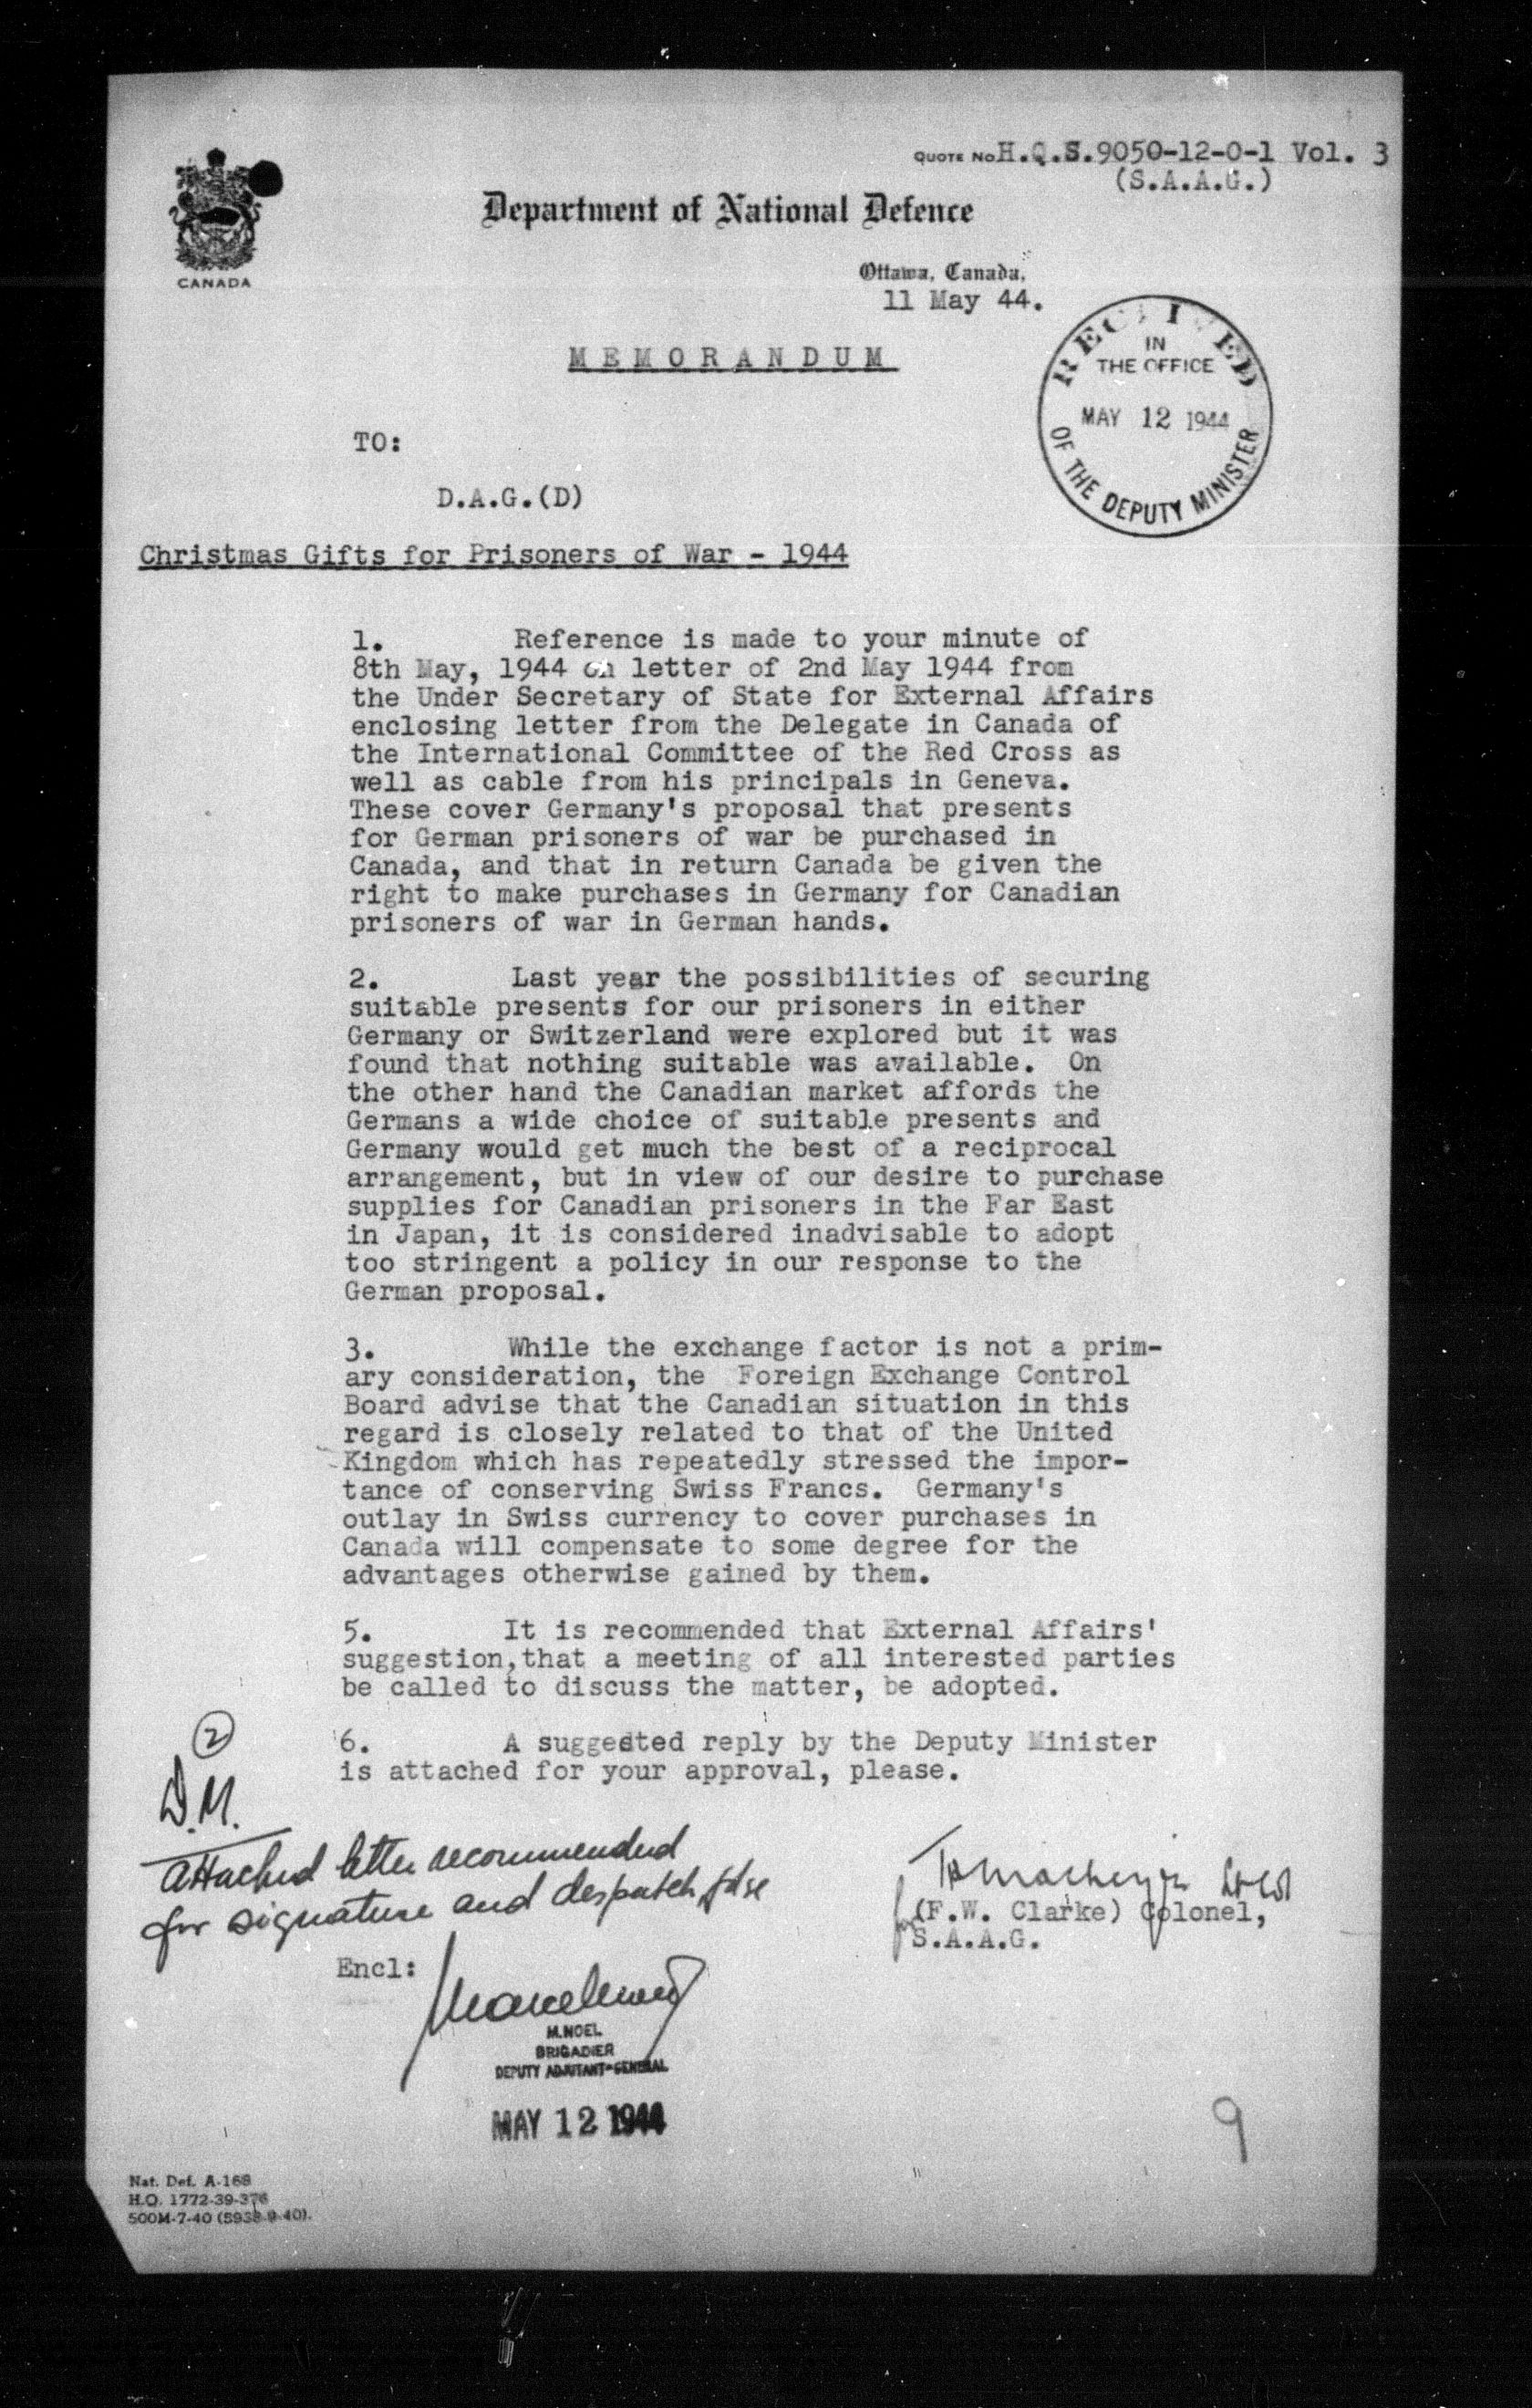 QUOTE No. H.Q.S.9050-12-0-1 Vol. 3
(S.A.A.G.)
CANADA
Department of National Defence
Ottawa, Canada,
11 May 44.
MEMORANDUM
RECEIVED
IN
THE OFFICE
MAY 12 1944
OF THE DEPUTY MINISTER
TO:
D.A.G.(D)
Christmas Gifts for Prisoners of War - 1944
1. Reference is made to your minute of
8th May, 1944 on letter of 2nd May 1944 from
the Under Secretary of State for External Affairs
enclosing letter from the Delegate in Canada of
the International Committee of the Red Cross as
well as cable from his principals in Geneva.
These cover Germany's proposal that presents
for German prisoners of war be purchased in
Canada, and that in return Canada be given the
right to make purchases in Germany for Canadian
prisoners of war in German hands.
2. Last year the possibilities of securing
suitable presents for our prisoners in either
Germany or Switzerland were explored but it was
found that nothing suitable was available. On
the other hand the Canadian market affords the
Germans a wide choice of suitable presents and
Germany would get much the best of a reciprocal
arrangement, but in view of our desire to purchase
supplies for Canadian prisoners in the Far East
in Japan, it is considered inadvisable to adopt
too stringent a policy in our response to the
German proposal.
3. While the exchange factor is not a prim-
ary consideration, the Foreign Exchange Control
Board advise that the Canadian situation in this
regard is closely related to that of the United
Kingdom which has repeatedly stressed the impor-
tance of conserving Swiss Francs. Germany's
outlay in Swiss currency to cover purchases in
Canada will compensate to some degree for the
advantages otherwise gained by them.
5. It is recommended that External Affairs'
suggestion, that a meeting of all interested parties
be called to discuss the matter, be adopted.
6. A suggested reply by the Deputy Minister
is attached for your approval, please.
2
D.M.
Attached letter recommended
for signature and despatch, plse
for (F.W. Clarke) Colonel,
S.A.A.G.
Encl:
M. NOEL
BRIGADIER
DEPUTY ADJUTANT-GENERAL
MAY 12 1944
9
Nat. Def. A-168
H.Q. 1772-39-376
500M-7-40 (5938-9-40).